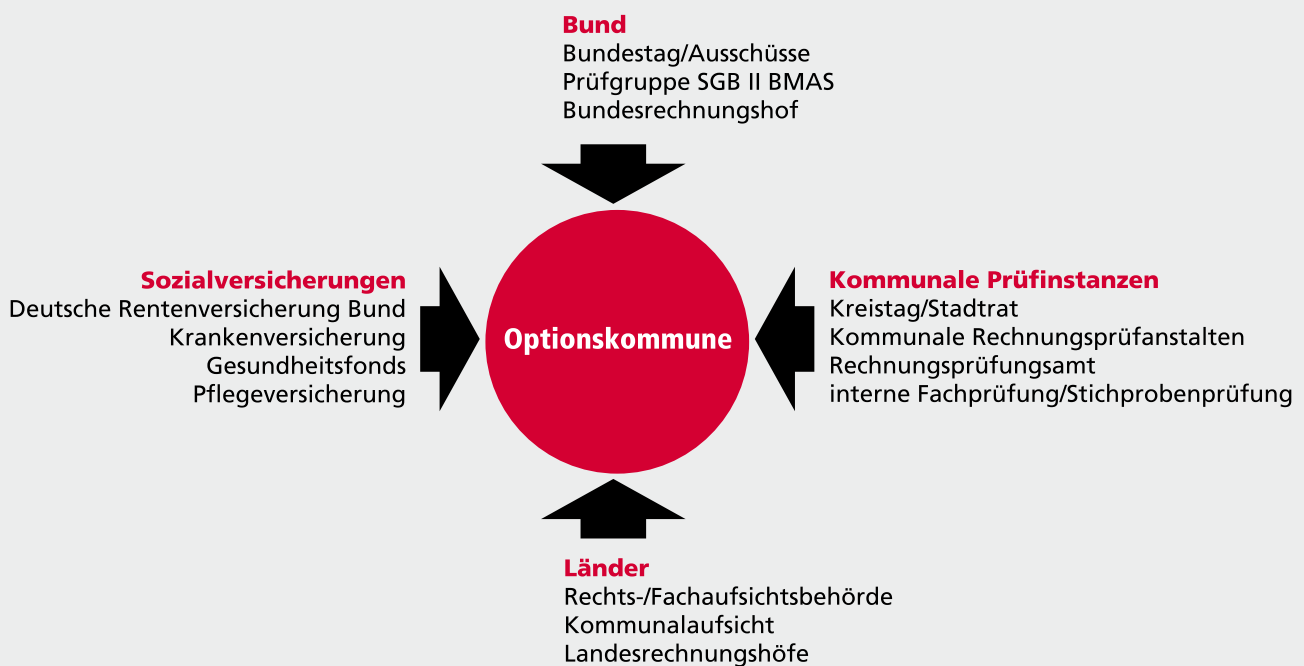 Bund
Bundestag/Ausschüsse
Prüfgruppe SGB II BMAS
Bundesrechnungshof
Sozialversicherungen
Deutsche Rentenversicherung Bund
Krankenversicherung
Gesundheitsfonds
Pflegeversicherung
Optionskommune
Kommunale Prüfinstanzen
Kreistag/Stadtrat
Kommunale Rechnungsprüfanstalten
Rechnungsprüfungsamt
interne Fachprüfung/Stichprobenprüfung
Länder
Rechts-/Fachaufsichtsbehörde
Kommunalaufsicht
Landesrechnungshöfe